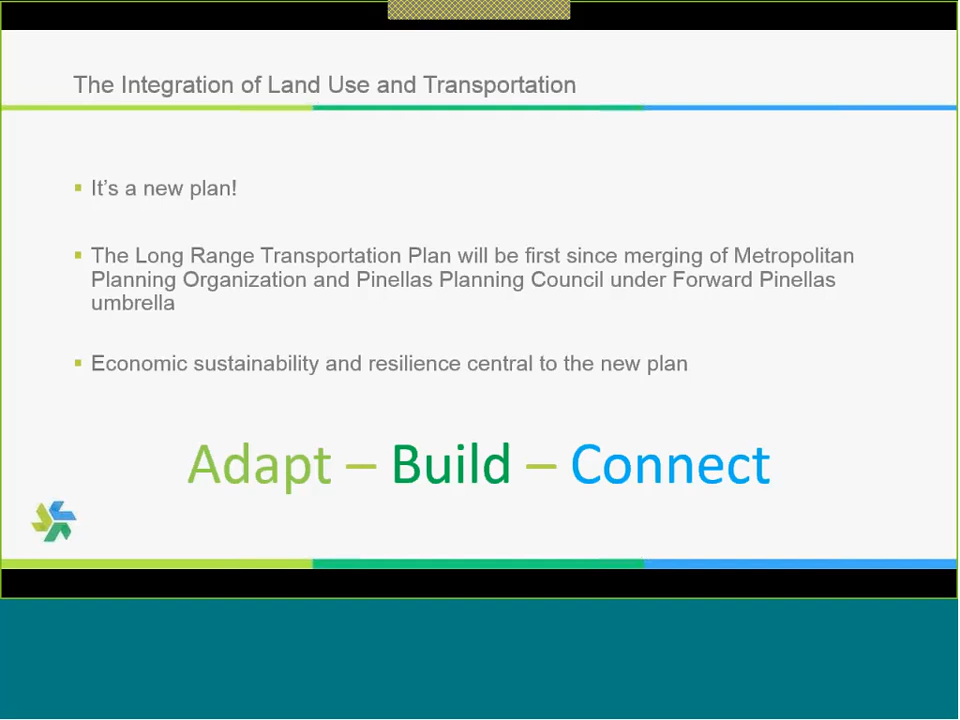 The Integration of Land Use and Transportation
▪ It’s a new plan!
▪ The Long Range Transportation Plan will be first since merging of Metropolitan
Planning Organization and Pinellas Planning Council under Forward Pinellas
umbrella
▪ Economic sustainability and resilience central to the new plan
Adapt – Build – Connect